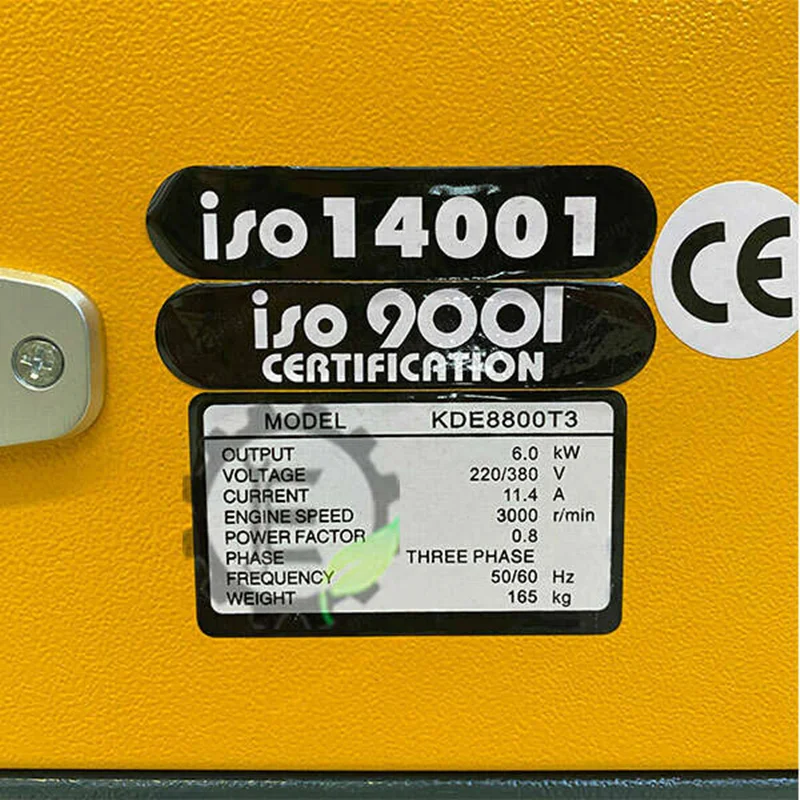 iso 14001
CE
iso 9001
CERTIFICATION
MODEL KDE8800T3
OUTPUT 6.0 kW
VOLTAGE 220/380 V
CURRENT 11.4 A
ENGINE SPEED 3000 r/min
POWER FACTOR 0.8
PHASE THREE PHASE
FREQUENCY 50/60 Hz
WEIGHT 165 kg